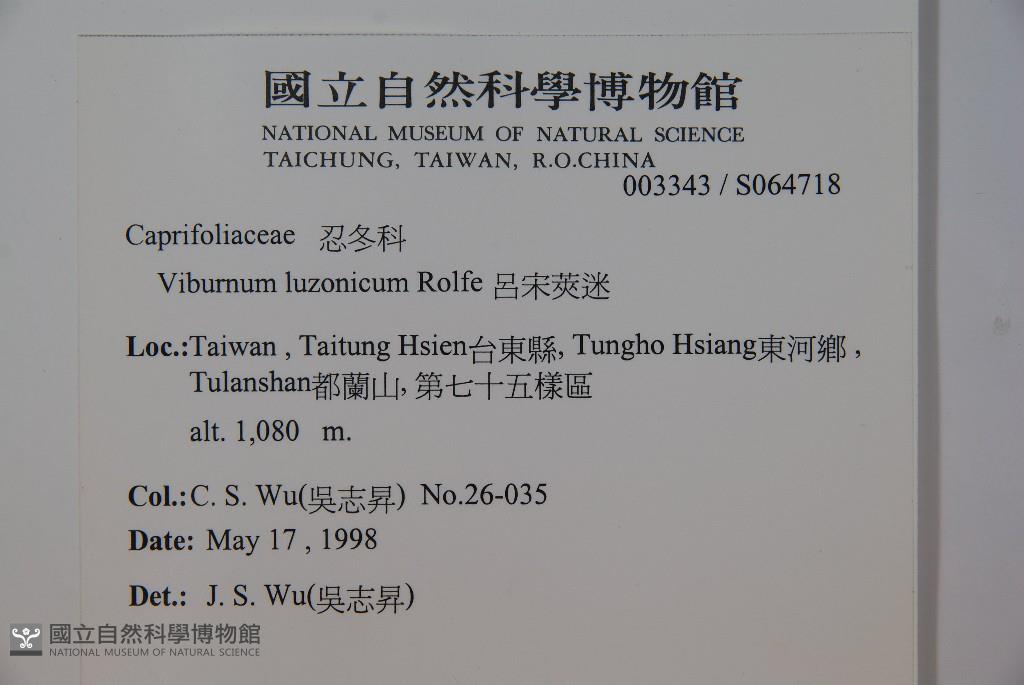 國立自然科學博物館
NATIONAL MUSEUM OF NATURAL SCIENCE
TAICHUNG, TAIWAN, R.O.CHINA
003343 / S064718
Caprifoliaceae 忍冬科
Viburnum luzonicum Rolfe 呂宋莢迷
Loc.:Taiwan , Taitung Hsien台東縣, Tungho Hsiang東河鄉 ,
Tulanshan都蘭山, 第七十五樣區
alt. 1,080 m.
Col.:C. S. Wu(吳志昇) No.26-035
Date: May 17 , 1998
Det.: J. S. Wu(吳志昇)
國立自然科學博物館
NATIONAL MUSEUM OF NATURAL SCIENCE